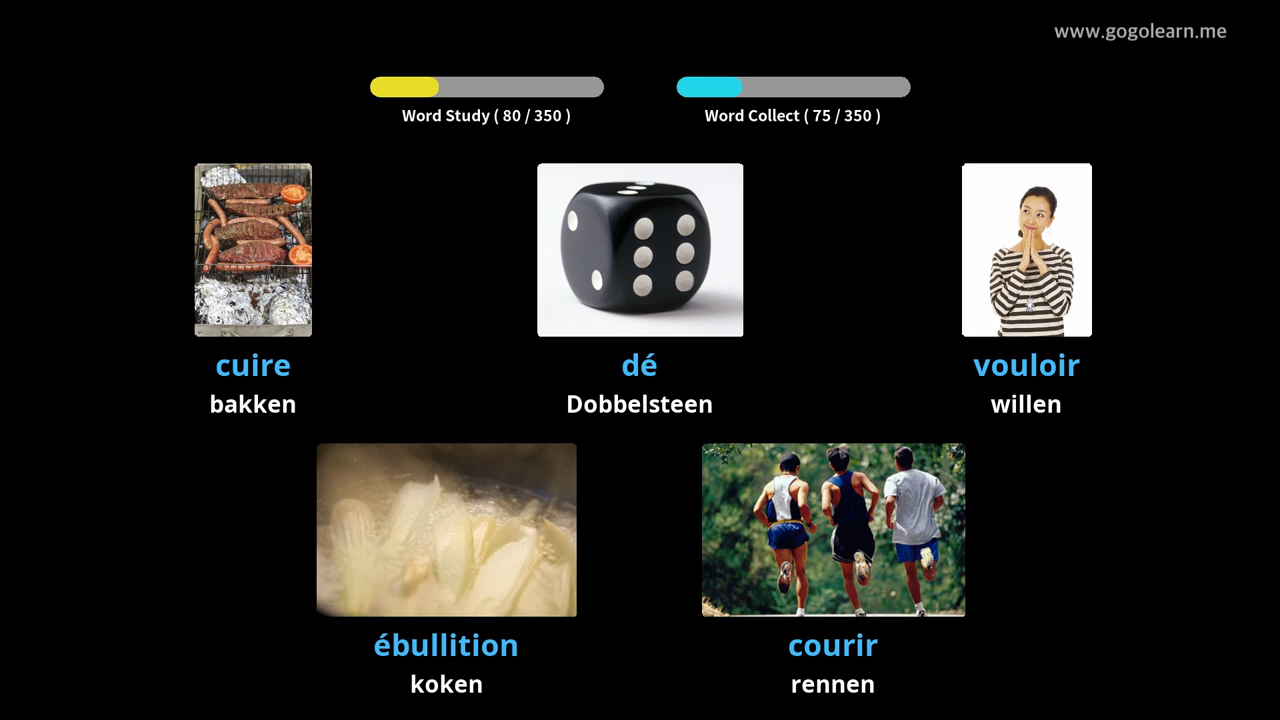 www.gogolearn.me
Word Study ( 80 / 350 )
Word Collect ( 75 / 350 )
cuire
bakken
dé
Dobbelsteen
vouloir
willen
ébullition
koken
courir
rennen